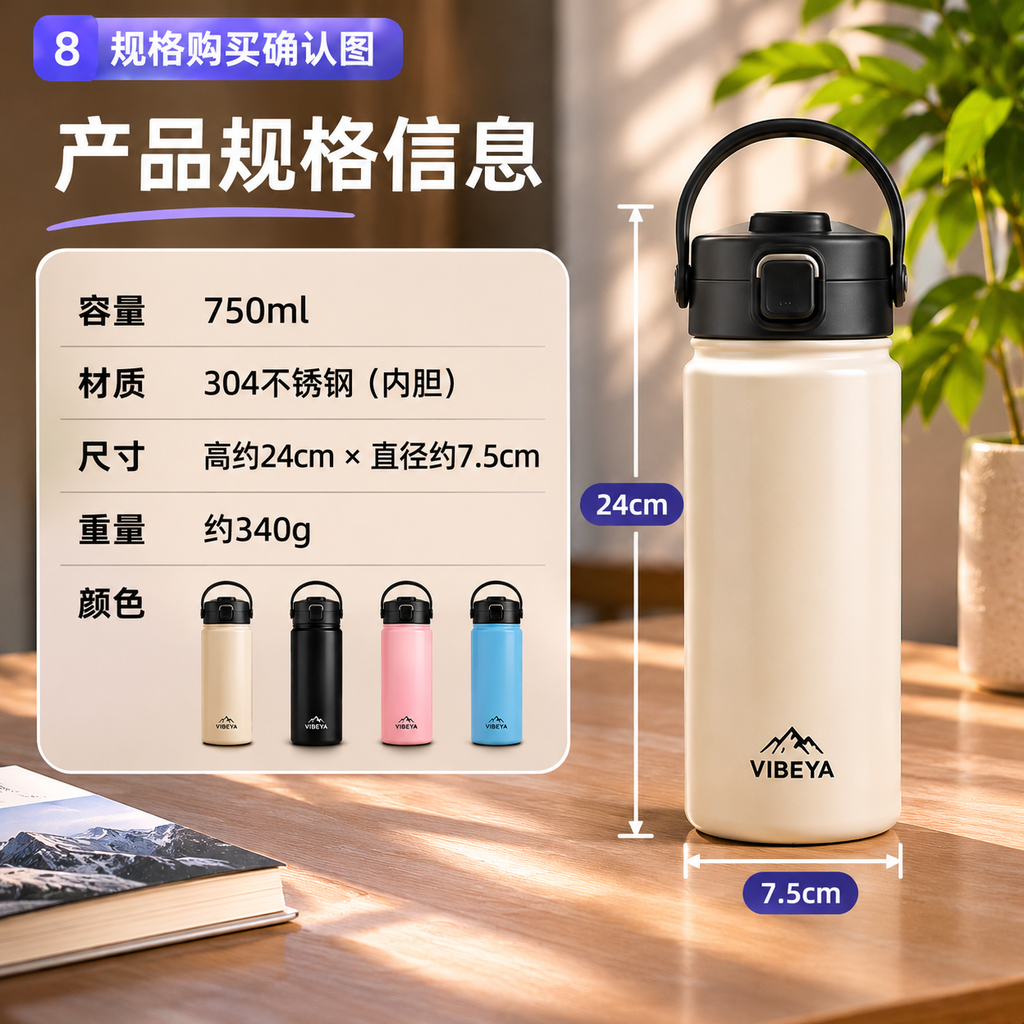 8 规格购买确认图
产品规格信息
容量 750ml
材质 304不锈钢（内胆）
尺寸 高约24cm × 直径约7.5cm
重量 约340g
颜色
VIBEYA
VIBEYA
VIBEYA
VIBEYA
24cm
VIBEYA
7.5cm